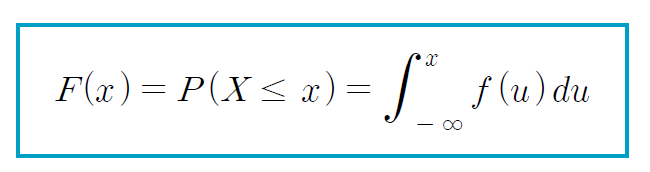 F(x) = P(X ≤ x) = ∫_{-∞}^{x} f(u) du